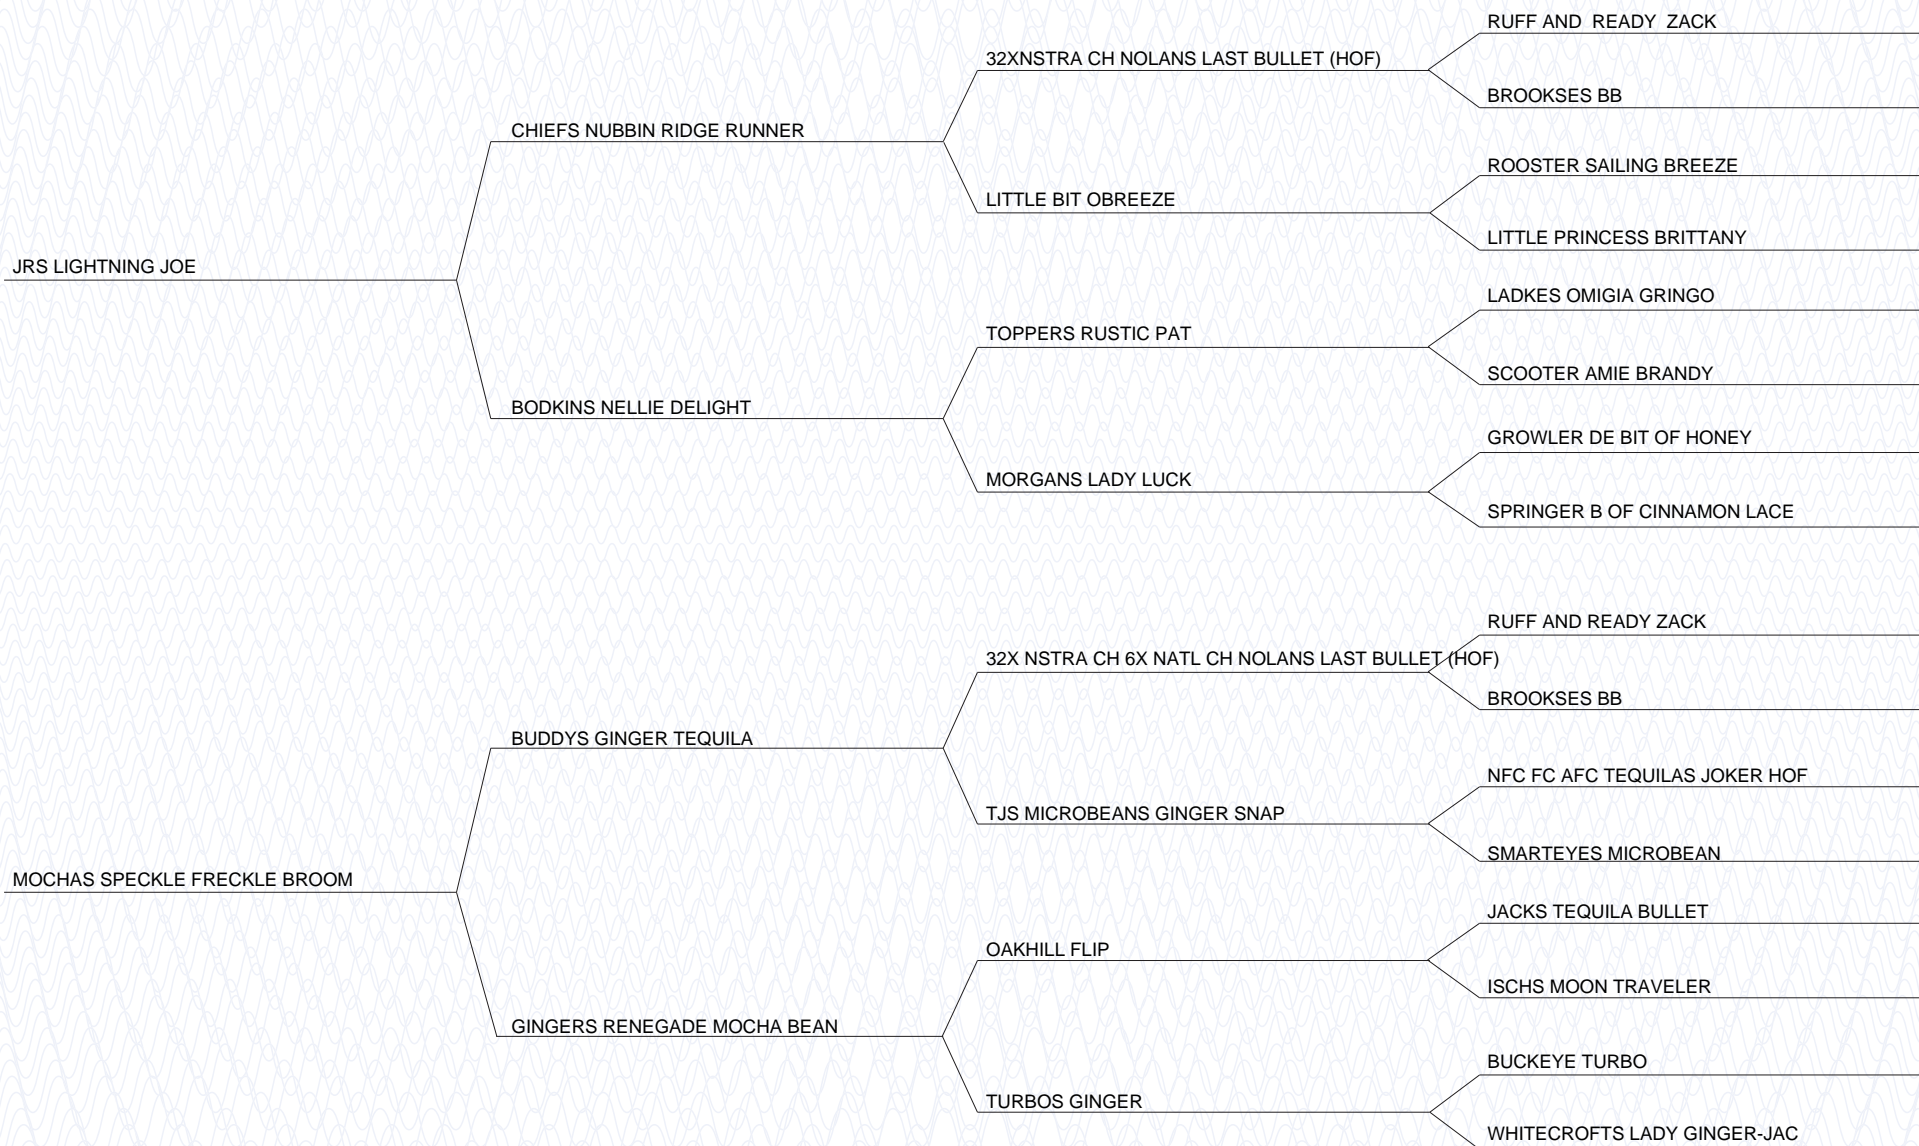 RUFF AND  READY  ZACK
32XNSTRA CH NOLANS LAST BULLET (HOF)
BROOKSES BB
CHIEFS NUBBIN RIDGE RUNNER
ROOSTER SAILING BREEZE
LITTLE BIT OBREEZE
LITTLE PRINCESS BRITTANY
JRS LIGHTNING JOE
LADKES OMIGIA GRINGO
TOPPERS RUSTIC PAT
SCOOTER AMIE BRANDY
BODKINS NELLIE DELIGHT
GROWLER DE BIT OF HONEY
MORGANS LADY LUCK
SPRINGER B OF CINNAMON LACE
RUFF AND READY ZACK
32X NSTRA CH 6X NATL CH NOLANS LAST BULLET (HOF)
BROOKSES BB
BUDDYS GINGER TEQUILA
NFC FC AFC TEQUILAS JOKER HOF
TJS MICROBEANS GINGER SNAP
SMARTEYES MICROBEAN
MOCHAS SPECKLE FRECKLE BROOM
JACKS TEQUILA BULLET
OAKHILL FLIP
ISCHS MOON TRAVELER
GINGERS RENEGADE MOCHA BEAN
BUCKEYE TURBO
TURBOS GINGER
WHITECROFTS LADY GINGER-JAC